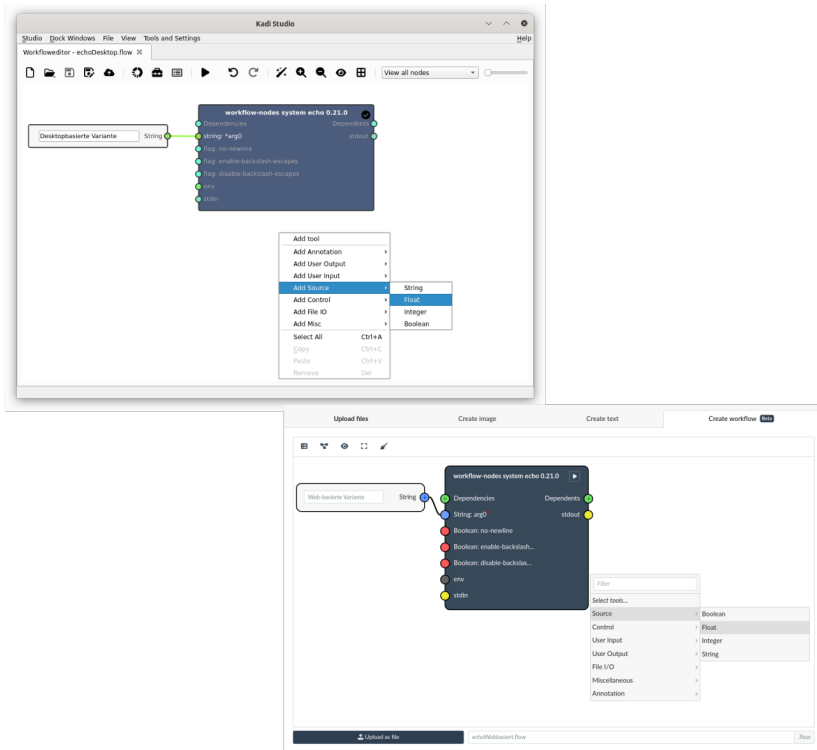 Kadi Studio
Studio Dock Windows File View Tools and Settings Help
Workfloweditor - echoDesktop.flow
View all nodes
workflow-nodes system echo 0.21.0
Dependencies Dependents
Desktopbasierte Variante String string: *arg0 stdout
flag: no-newline
flag: enable-backslash-escapes
flag: disable-backslash-escapes
env
stdin
Add tool
Add Annotation
Add User Output
Add User Input
Add Source String
Add Control Float
Add File IO Integer
Add Misc Boolean
Select All Ctrl+A
Copy Ctrl+C
Paste Ctrl+V
Remove Del
Upload files Create image Create text Create workflow Beta
workflow-nodes system echo 0.21.0
Web-basierte Variante String Dependencies Dependents
String: arg0 stdout
Boolean: no-newline
Boolean: enable-backslash...
Boolean: disable-backslas...
env
stdin
Filter
Select tools...
Source Boolean
Control Float
User Input Integer
User Output String
File I/O
Miscellaneous
Annotation
Upload as file echoWebbasiert.flow .flow